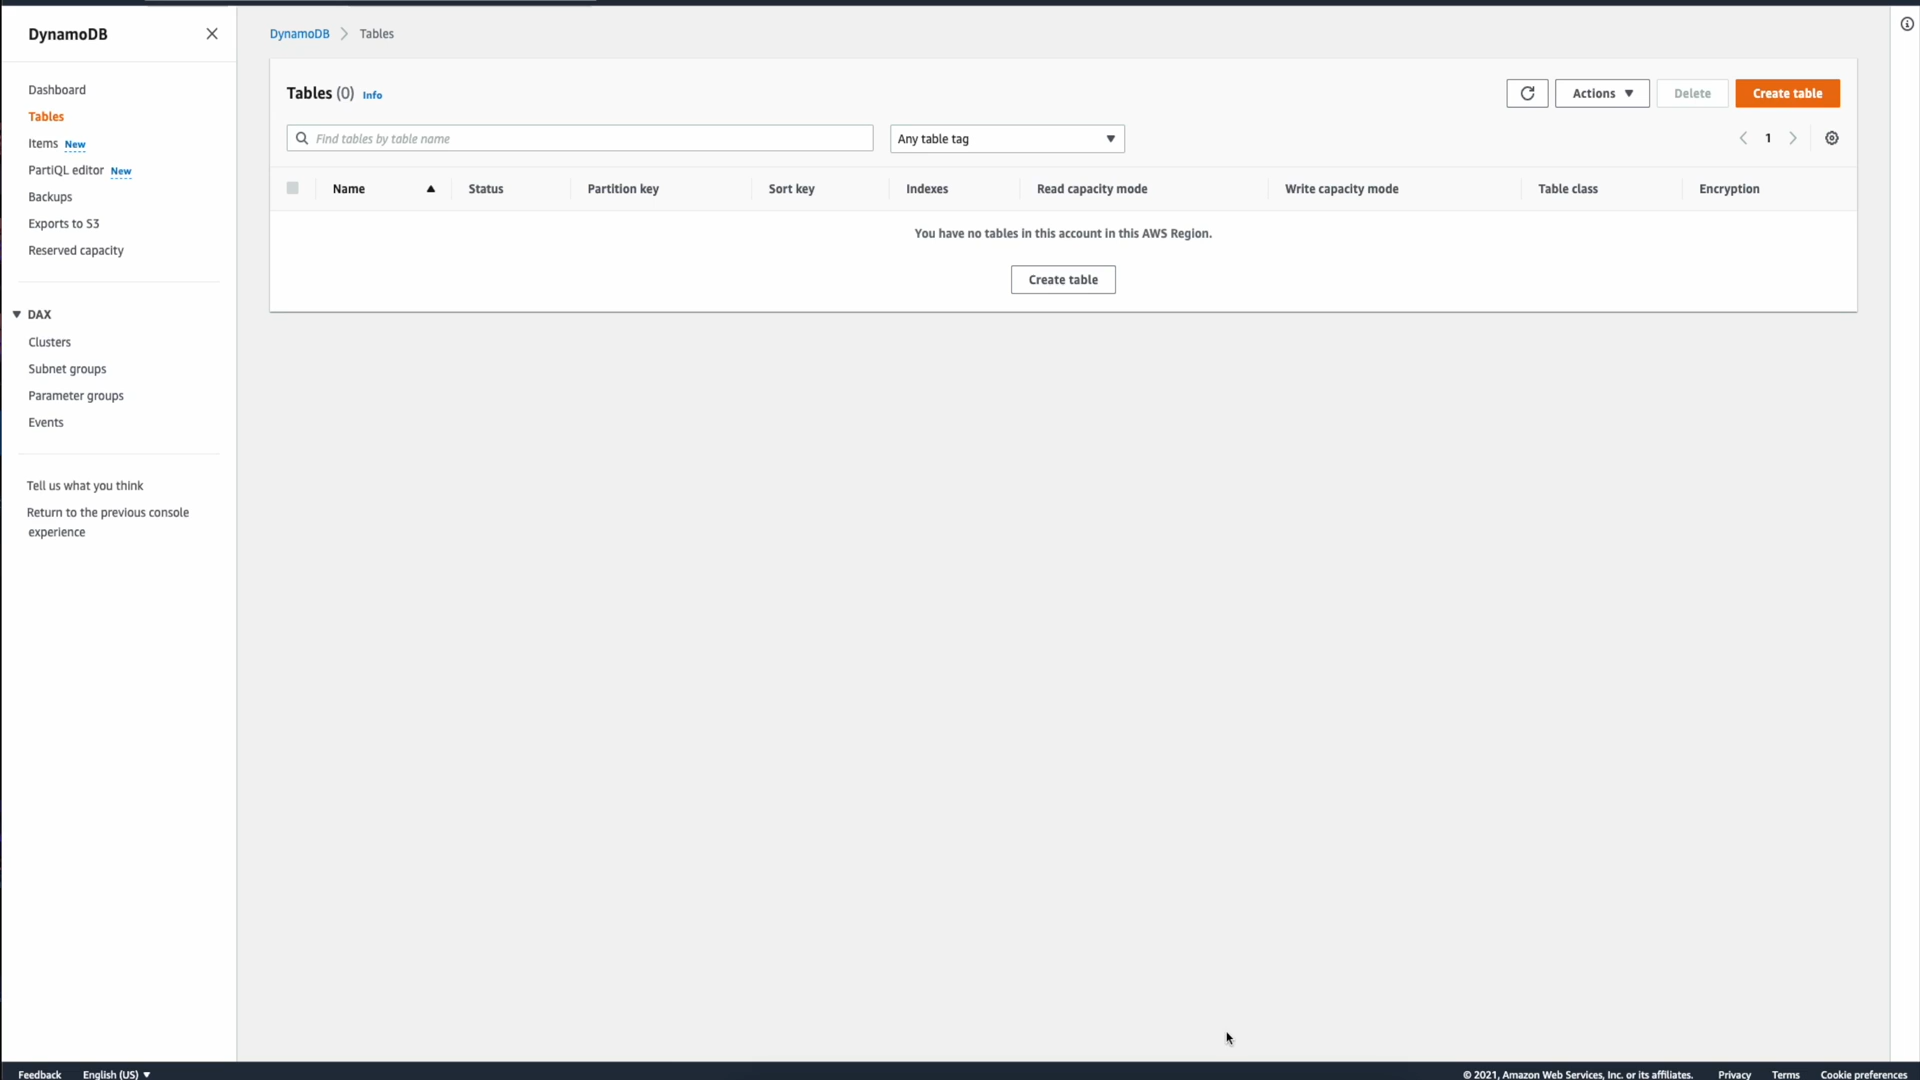 DynamoDB
Dashboard
Tables
Items New
PartiQL editor New
Backups
Exports to S3
Reserved capacity
DAX
Clusters
Subnet groups
Parameter groups
Events
Tell us what you think
Return to the previous console
experience
DynamoDB Tables
Tables (0) Info
Actions Delete Create table
Find tables by table name Any table tag 1
Name Status Partition key Sort key Indexes Read capacity mode Write capacity mode Table class Encryption
You have no tables in this account in this AWS Region.
Create table
Feedback English (US) © 2021, Amazon Web Services, Inc. or its affiliates. Privacy Terms Cookie preferences